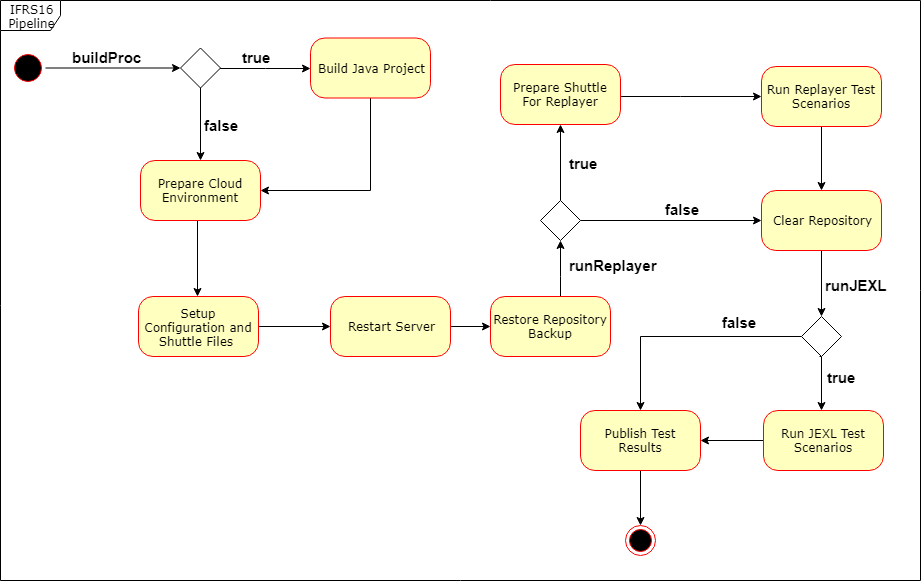 IFRS16
Pipeline
buildProc
true
Build Java Project
false
Prepare Cloud
Environment
Setup
Configuration and
Shuttle Files
Restart Server
Restore Repository
Backup
runReplayer
true
Prepare Shuttle
For Replayer
Run Replayer Test
Scenarios
false
Clear Repository
runJEXL
false
true
Run JEXL Test
Scenarios
Publish Test
Results